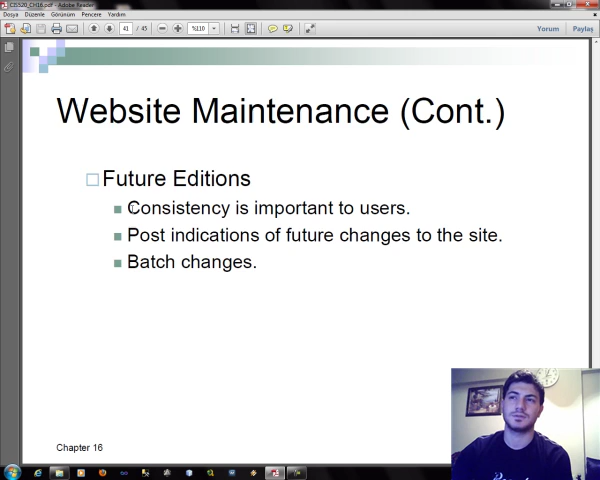 CIS520_CH16.pdf - Adobe Reader
Dosya Düzenle Görünüm Pencere Yardım
41 / 45 %110 Yorum Paylaş
Website Maintenance (Cont.)
Future Editions
Consistency is important to users.
Post indications of future changes to the site.
Batch changes.
Chapter 16